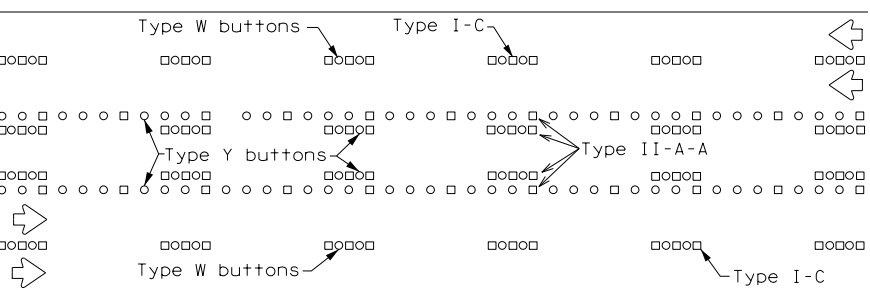 Type W buttons
Type I-C
Type Y buttons
Type II-A-A
Type W buttons
Type I-C